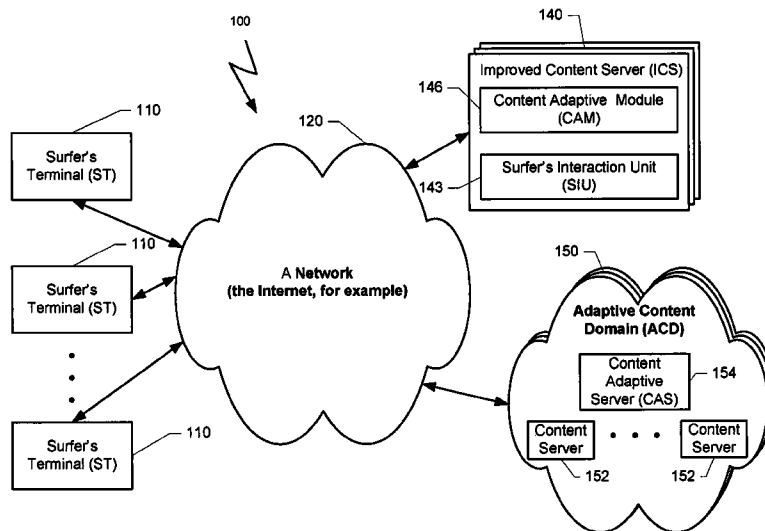 100
140
Improved Content Server (ICS)
146
Content Adaptive Module
(CAM)
143
Surfer's Interaction Unit
(SIU)
110
Surfer's
Terminal (ST)
120
110
Surfer's
Terminal (ST)
A Network
(the Internet, for example)
110
Surfer's
Terminal (ST)
150
Adaptive Content
Domain (ACD)
Content
Adaptive
Server (CAS)
154
Content
Server
152
Content
Server
152